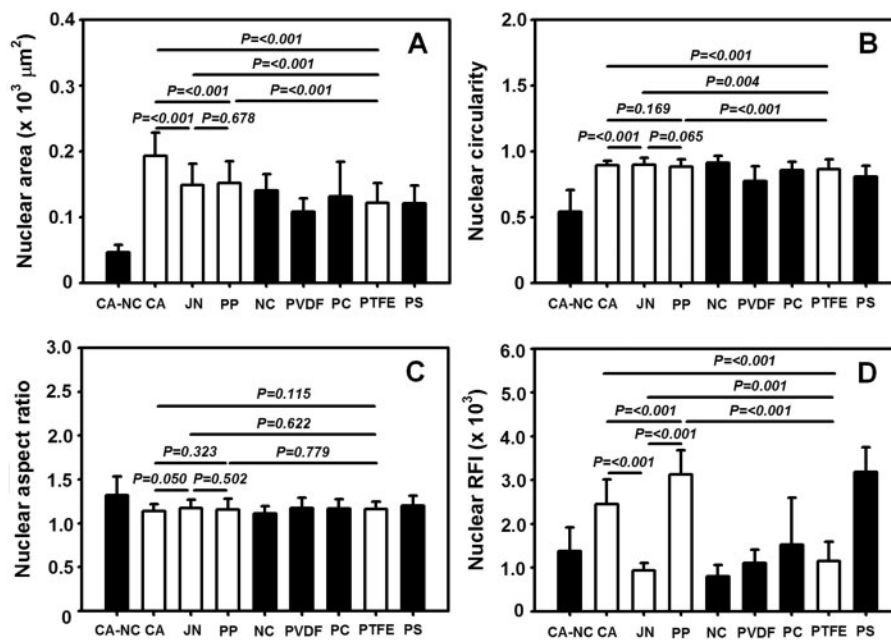 A
Nuclear area (x 10³ μm²)
0.4
0.3
0.2
0.1
0
P=<0.001
P=<0.001
P=<0.001
P=<0.001
P=<0.001
P=0.678
CA-NC CA JN PP NC PVDF PC PTFE PS
B
Nuclear circularity
2.0
1.5
1.0
0.5
0
P=<0.001
P=0.004
P=0.169
P=<0.001
P=<0.001
P=0.065
CA-NC CA JN PP NC PVDF PC PTFE PS
C
Nuclear aspect ratio
3.0
2.5
2.0
1.5
1.0
0
P=0.115
P=0.622
P=0.323
P=0.779
P=0.050
P=0.502
CA-NC CA JN PP NC PVDF PC PTFE PS
D
Nuclear RFI (x 10³)
6.0
5.0
4.0
3.0
2.0
1.0
0
P=<0.001
P=0.001
P=<0.001
P=<0.001
P=<0.001
P=<0.001
CA-NC CA JN PP NC PVDF PC PTFE PS